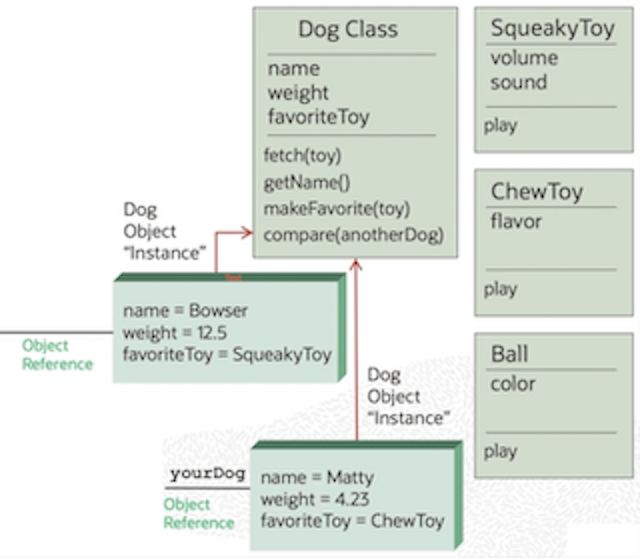 Dog Class
name
weight
favoriteToy
fetch(toy)
getName()
makeFavorite(toy)
compare(anotherDog)
SqueakyToy
volume
sound
play
ChewToy
flavor
play
Ball
color
play
Dog
Object
“Instance”
name = Bowser
weight = 12.5
favoriteToy = SqueakyToy
Object
Reference
Dog
Object
“Instance”
yourDog
Object
Reference
name = Matty
weight = 4.23
favoriteToy = ChewToy